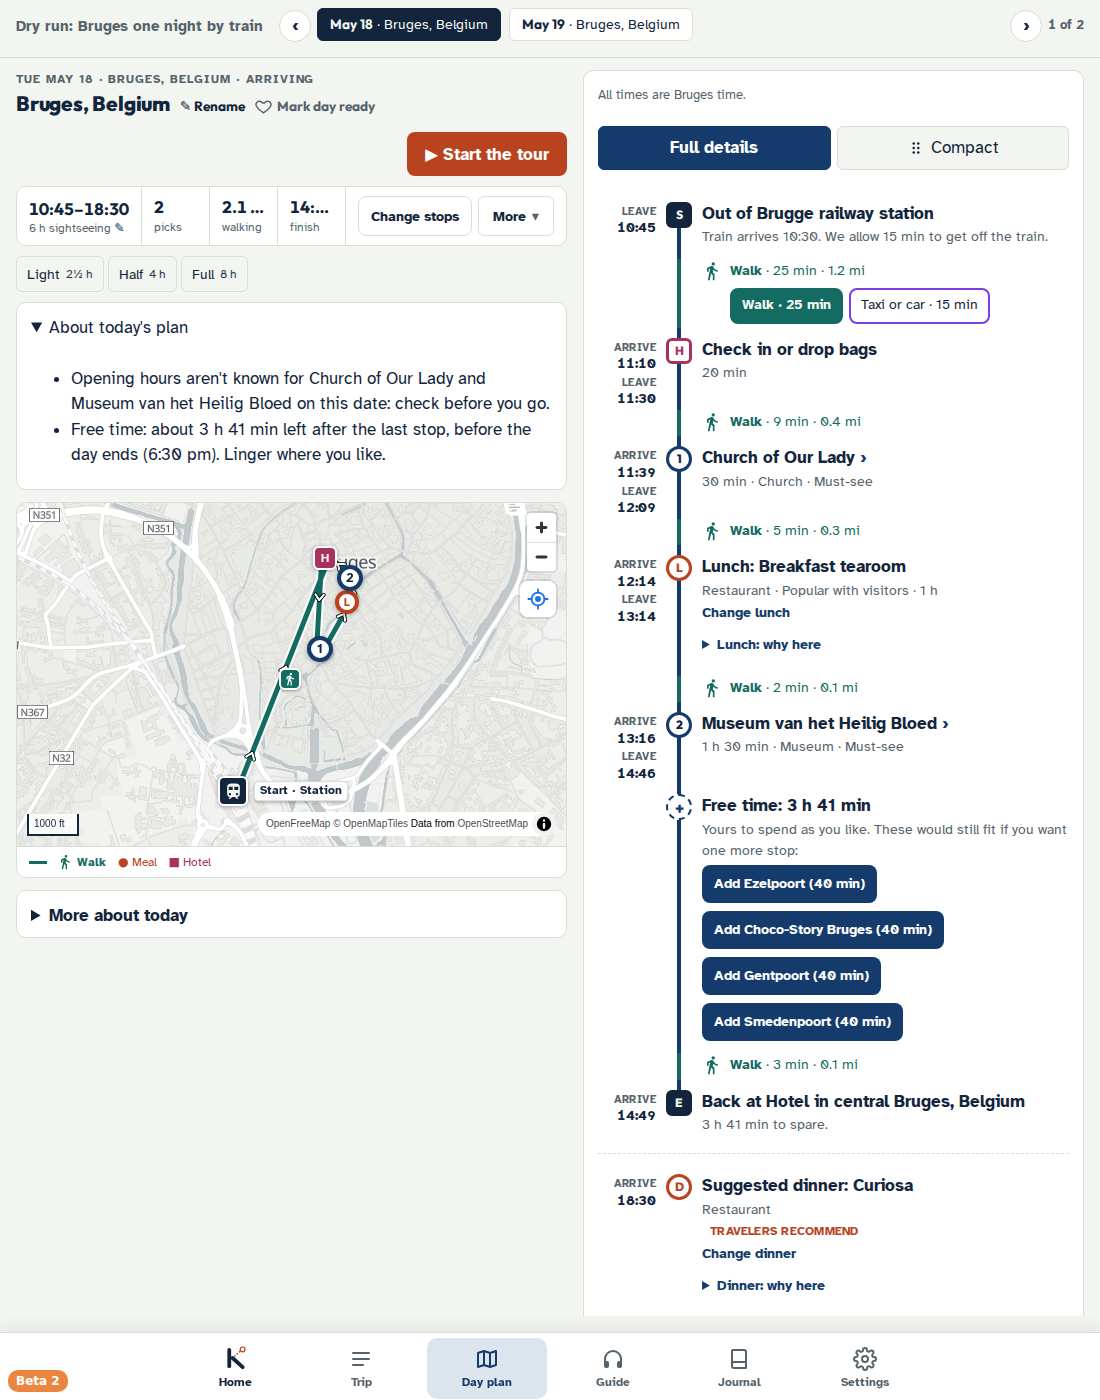 Dry run: Bruges one night by train
‹
May 18 · Bruges, Belgium
May 19 · Bruges, Belgium
›
1 of 2
TUE MAY 18 · BRUGES, BELGIUM · ARRIVING
Bruges, Belgium
✎ Rename
Mark day ready
▶ Start the tour
10:45–18:30
6 h sightseeing ✎
2
picks
2.1 ...
walking
14:...
finish
Change stops
More ▾
Light 2½ h
Half 4 h
Full 8 h
▼ About today's plan
• Opening hours aren't known for Church of Our Lady and
Museum van het Heilig Bloed on this date: check before you go.
• Free time: about 3 h 41 min left after the last stop, before the
day ends (6:30 pm). Linger where you like.
N351
N351
H
ges
2
L
1
N367
N32
+
−
Start · Station
1000 ft
OpenFreeMap © OpenMapTiles Data from OpenStreetMap
Walk
Meal
Hotel
▶ More about today
All times are Bruges time.
Full details
Compact
LEAVE
10:45
S
Out of Brugge railway station
Train arrives 10:30. We allow 15 min to get off the train.
Walk · 25 min · 1.2 mi
Walk · 25 min
Taxi or car · 15 min
ARRIVE
11:10
LEAVE
11:30
H
Check in or drop bags
20 min
Walk · 9 min · 0.4 mi
ARRIVE
11:39
LEAVE
12:09
1
Church of Our Lady ›
30 min · Church · Must-see
Walk · 5 min · 0.3 mi
ARRIVE
12:14
LEAVE
13:14
L
Lunch: Breakfast tearoom
Restaurant · Popular with visitors · 1 h
Change lunch
▶ Lunch: why here
Walk · 2 min · 0.1 mi
ARRIVE
13:16
LEAVE
14:46
2
Museum van het Heilig Bloed ›
1 h 30 min · Museum · Must-see
+
Free time: 3 h 41 min
Yours to spend as you like. These would still fit if you want
one more stop:
Add Ezelpoort (40 min)
Add Choco-Story Bruges (40 min)
Add Gentpoort (40 min)
Add Smedenpoort (40 min)
Walk · 3 min · 0.1 mi
ARRIVE
14:49
E
Back at Hotel in central Bruges, Belgium
3 h 41 min to spare.
ARRIVE
18:30
D
Suggested dinner: Curiosa
Restaurant
TRAVELERS RECOMMEND
Change dinner
▶ Dinner: why here
Beta 2
Home
Trip
Day plan
Guide
Journal
Settings